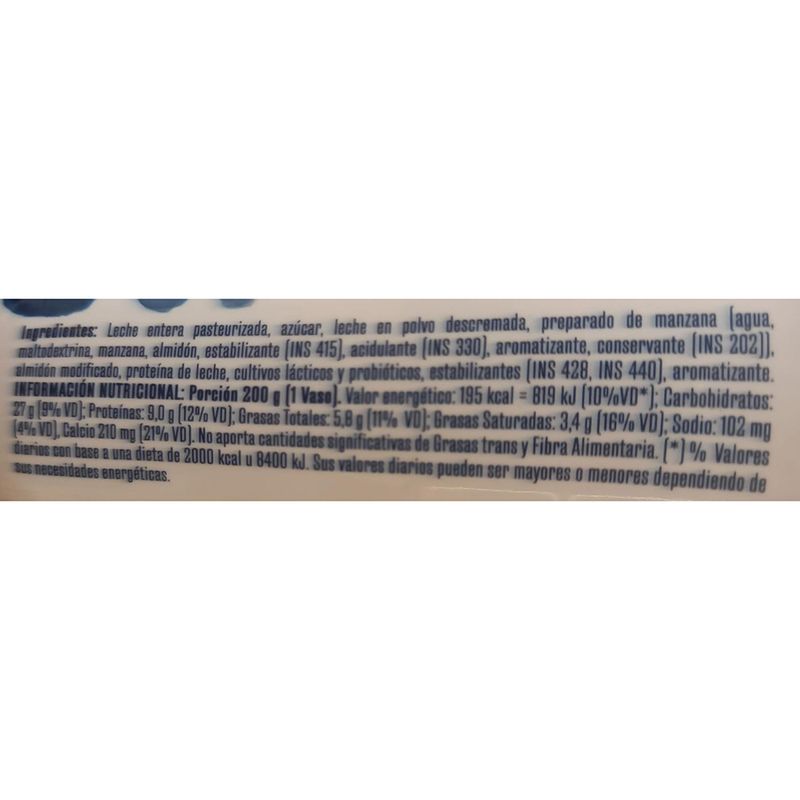 Ingredientes: Leche entera pasteurizada, azúcar, leche en polvo descremada, preparado de manzana (agua,
maltodextrina, manzana, almidón, estabilizante (INS 415), acidulante (INS 330), aromatizante, conservante (INS 202)),
almidón modificado, proteína de leche, cultivos lácticos y probióticos, estabilizantes (INS 428, INS 440), aromatizante.
INFORMACIÓN NUTRICIONAL: Porción 200 g (1 Vaso). Valor energético: 195 kcal = 819 kJ (10%VD*); Carbohidratos:
27 g (9% VD); Proteínas: 9,0 g (12% VD); Grasas Totales: 5,8 g (11% VD); Grasas Saturadas: 3,4 g (16% VD); Sodio: 102 mg
(4% VD), Calcio 210 mg (21% VD). No aporta cantidades significativas de Grasas trans y Fibra Alimentaria. (*) % Valores
diarios con base a una dieta de 2000 kcal u 8400 kJ. Sus valores diarios pueden ser mayores o menores dependiendo de
sus necesidades energéticas.